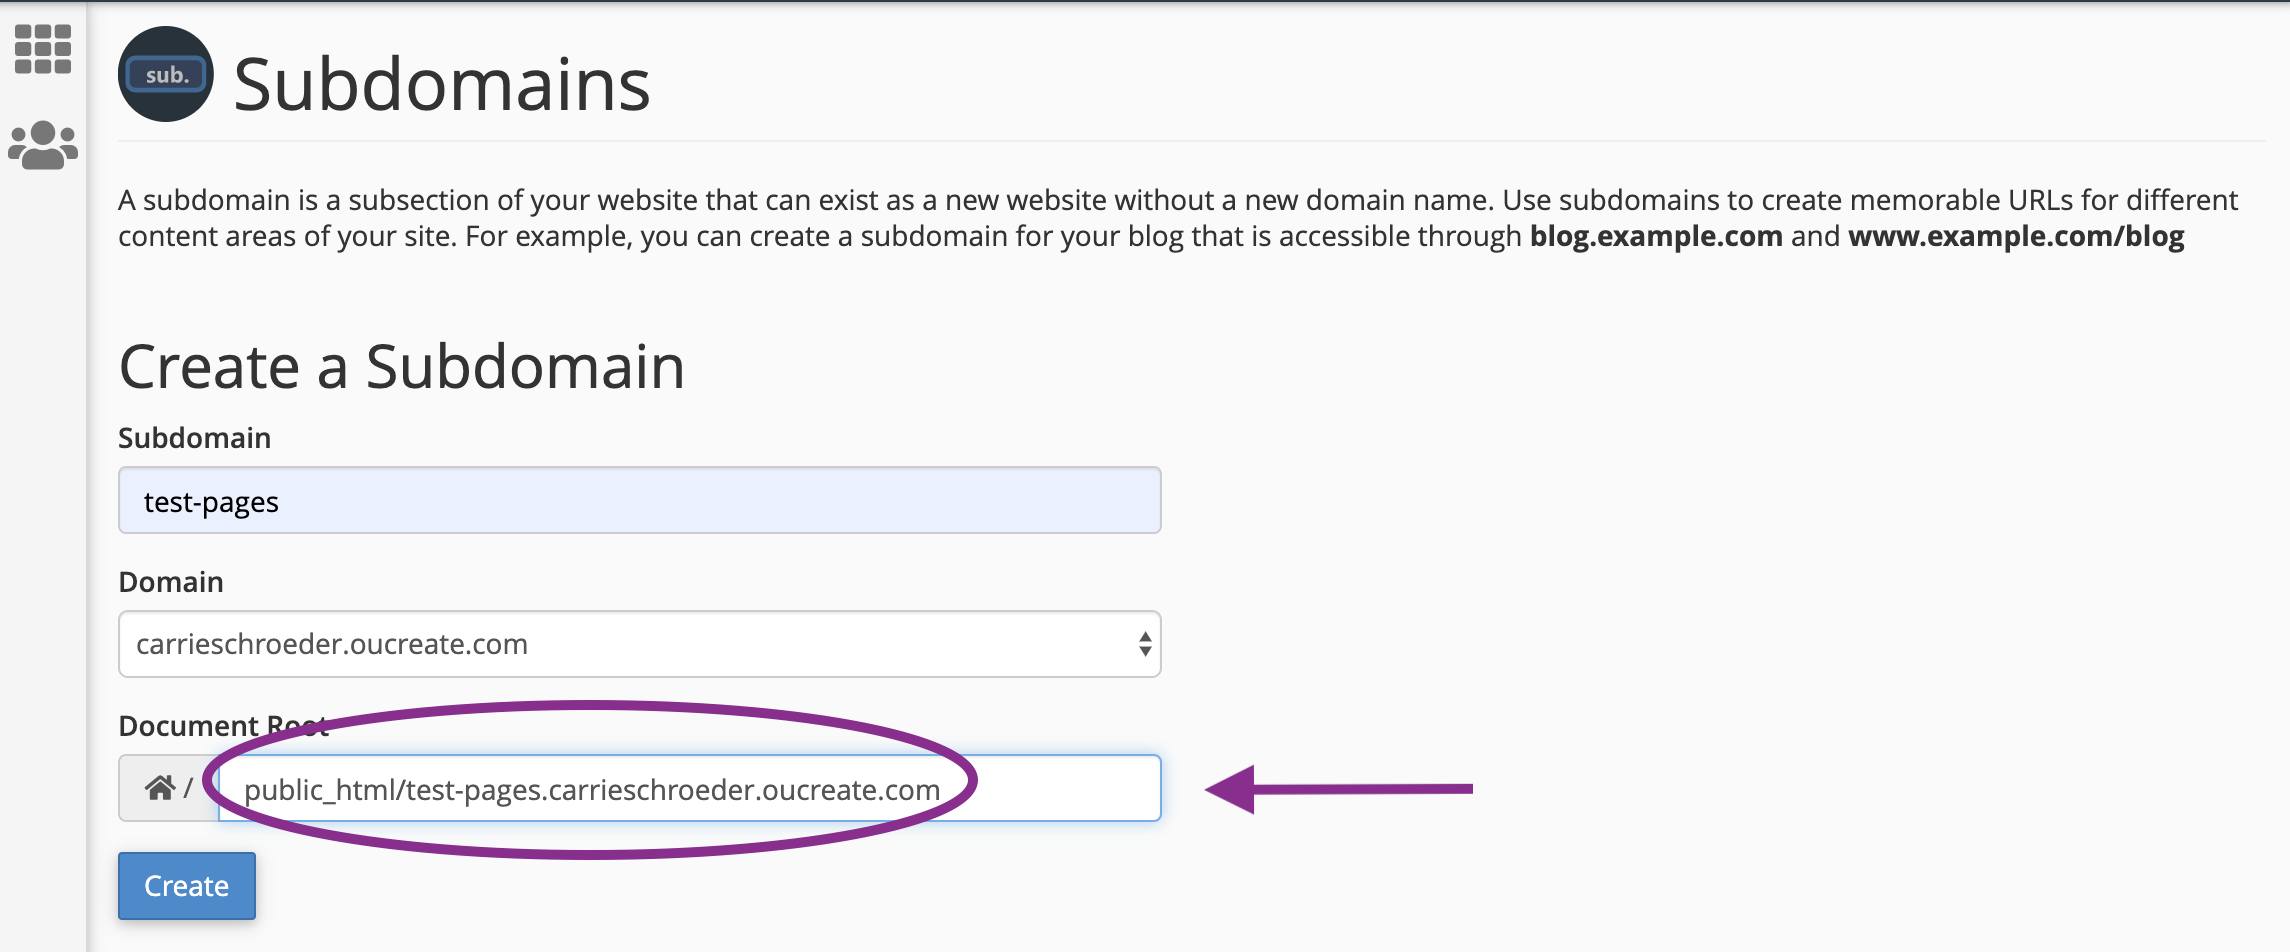 sub.
Subdomains
A subdomain is a subsection of your website that can exist as a new website without a new domain name. Use subdomains to create memorable URLs for different
content areas of your site. For example, you can create a subdomain for your blog that is accessible through blog.example.com and www.example.com/blog
Create a Subdomain
Subdomain
test-pages
Domain
carrieschroeder.oucreate.com
Document Root
/ public_html/test-pages.carrieschroeder.oucreate.com
Create